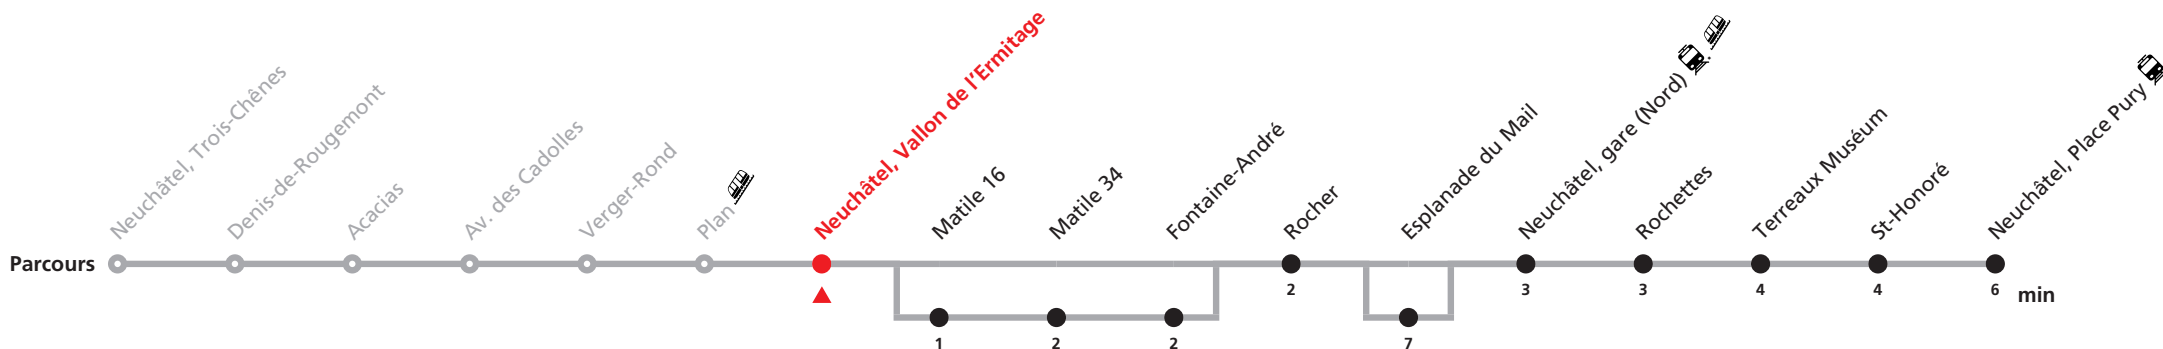 Neuchâtel, Trois-Chênes
Denis-de-Rougemont
Acacias
Av. des Cadolles
Verger-Rond
Plan
Neuchâtel, Vallon de l'Ermitage
Matile 16
Matile 34
Fontaine-André
Rocher
Esplanade du Mail
Neuchâtel, gare (Nord)
Rochettes
Terreaux Muséum
St-Honoré
Neuchâtel, Place Pury
Parcours
2 3 3 4 4 6 min
1 2 2 7